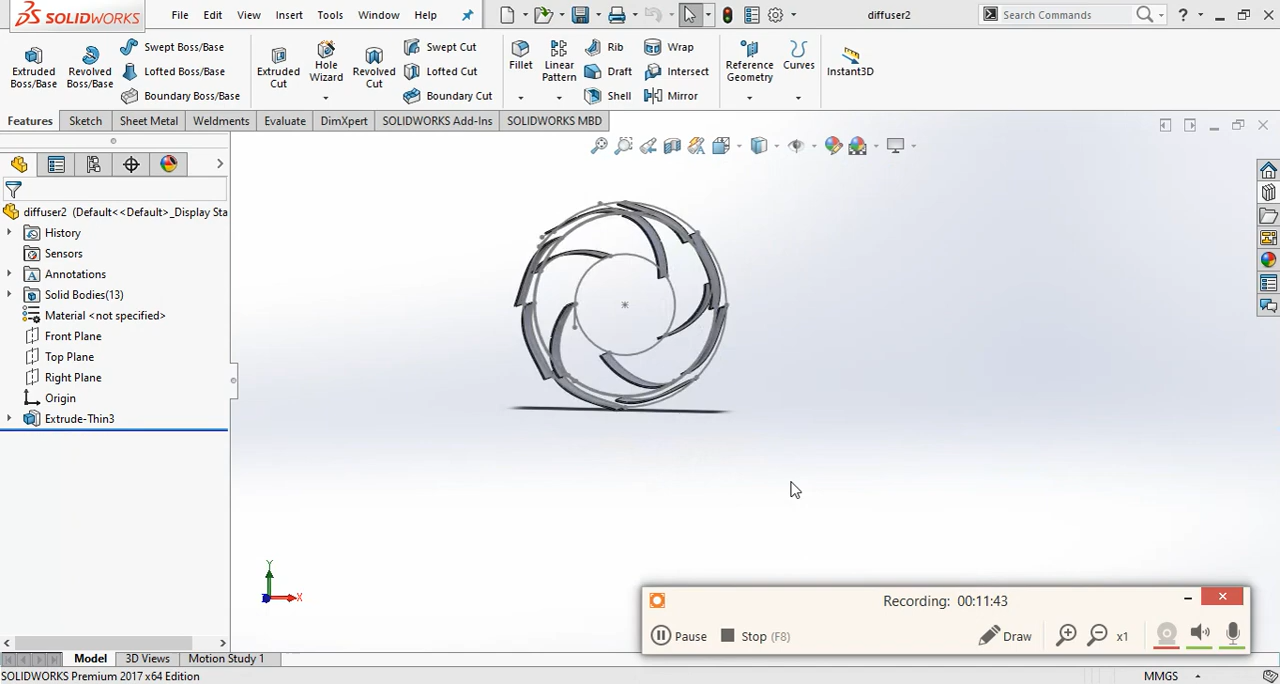 SOLIDWORKS File Edit View Insert Tools Window Help diffuser2 Search Commands
Extruded Boss/Base
Revolved Boss/Base
Swept Boss/Base
Lofted Boss/Base
Boundary Boss/Base
Extruded Cut
Hole Wizard
Revolved Cut
Swept Cut
Lofted Cut
Boundary Cut
Fillet
Linear Pattern
Rib
Draft
Shell
Wrap
Intersect
Mirror
Reference Geometry
Curves
Instant3D
Features Sketch Sheet Metal Weldments Evaluate DimXpert SOLIDWORKS Add-Ins SOLIDWORKS MBD
diffuser2 (Default<<Default>_Display Sta
History
Sensors
Annotations
Solid Bodies(13)
Material <not specified>
Front Plane
Top Plane
Right Plane
Origin
Extrude-Thin3
Y
X
Recording: 00:11:43
Pause Stop (F8) Draw x1
Model 3D Views Motion Study 1
SOLIDWORKS Premium 2017 x64 Edition MMGS